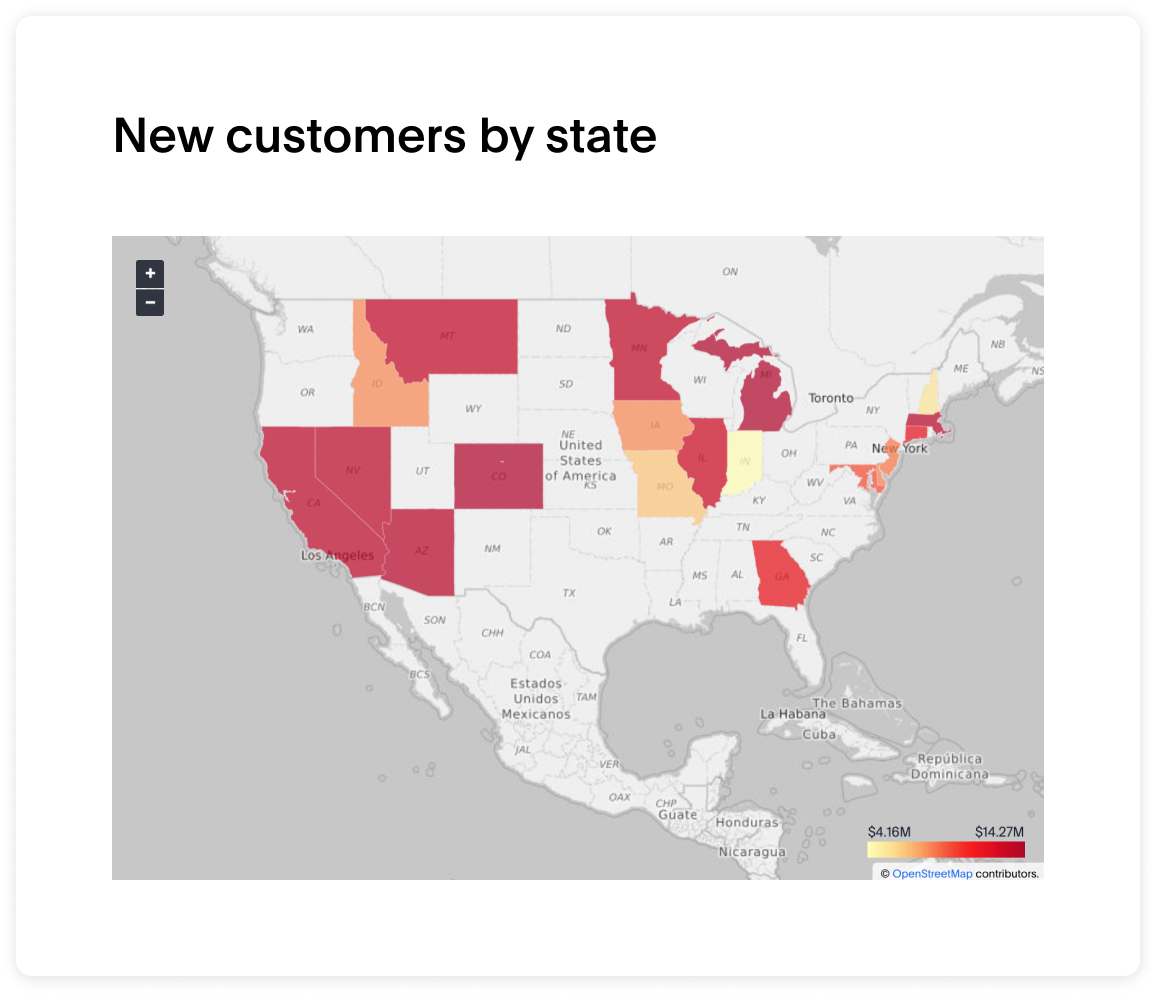 New customers by state
+
−
ON
WA
MT
ND
MN
NB
ME
NS
ID
OR
SD
WI
MI
Toronto
NY
WY
IA
NE
United
States
of America
KS
PA
New York
NV
UT
CO
IL
IN
OH
MO
WV
KY
VA
CA
Los Angeles
AZ
NM
OK
AR
TN
NC
SC
MS
AL
GA
TX
LA
FL
BCN
SON
CHH
COA
BCS
Estados
Unidos
Mexicanos
TAM
The Bahamas
La Habana
Cuba
JAL
VER
República
Dominicana
OAX
CHP
Guate
Honduras
Nicaragua
$4.16M
$14.27M
© OpenStreetMap contributors.